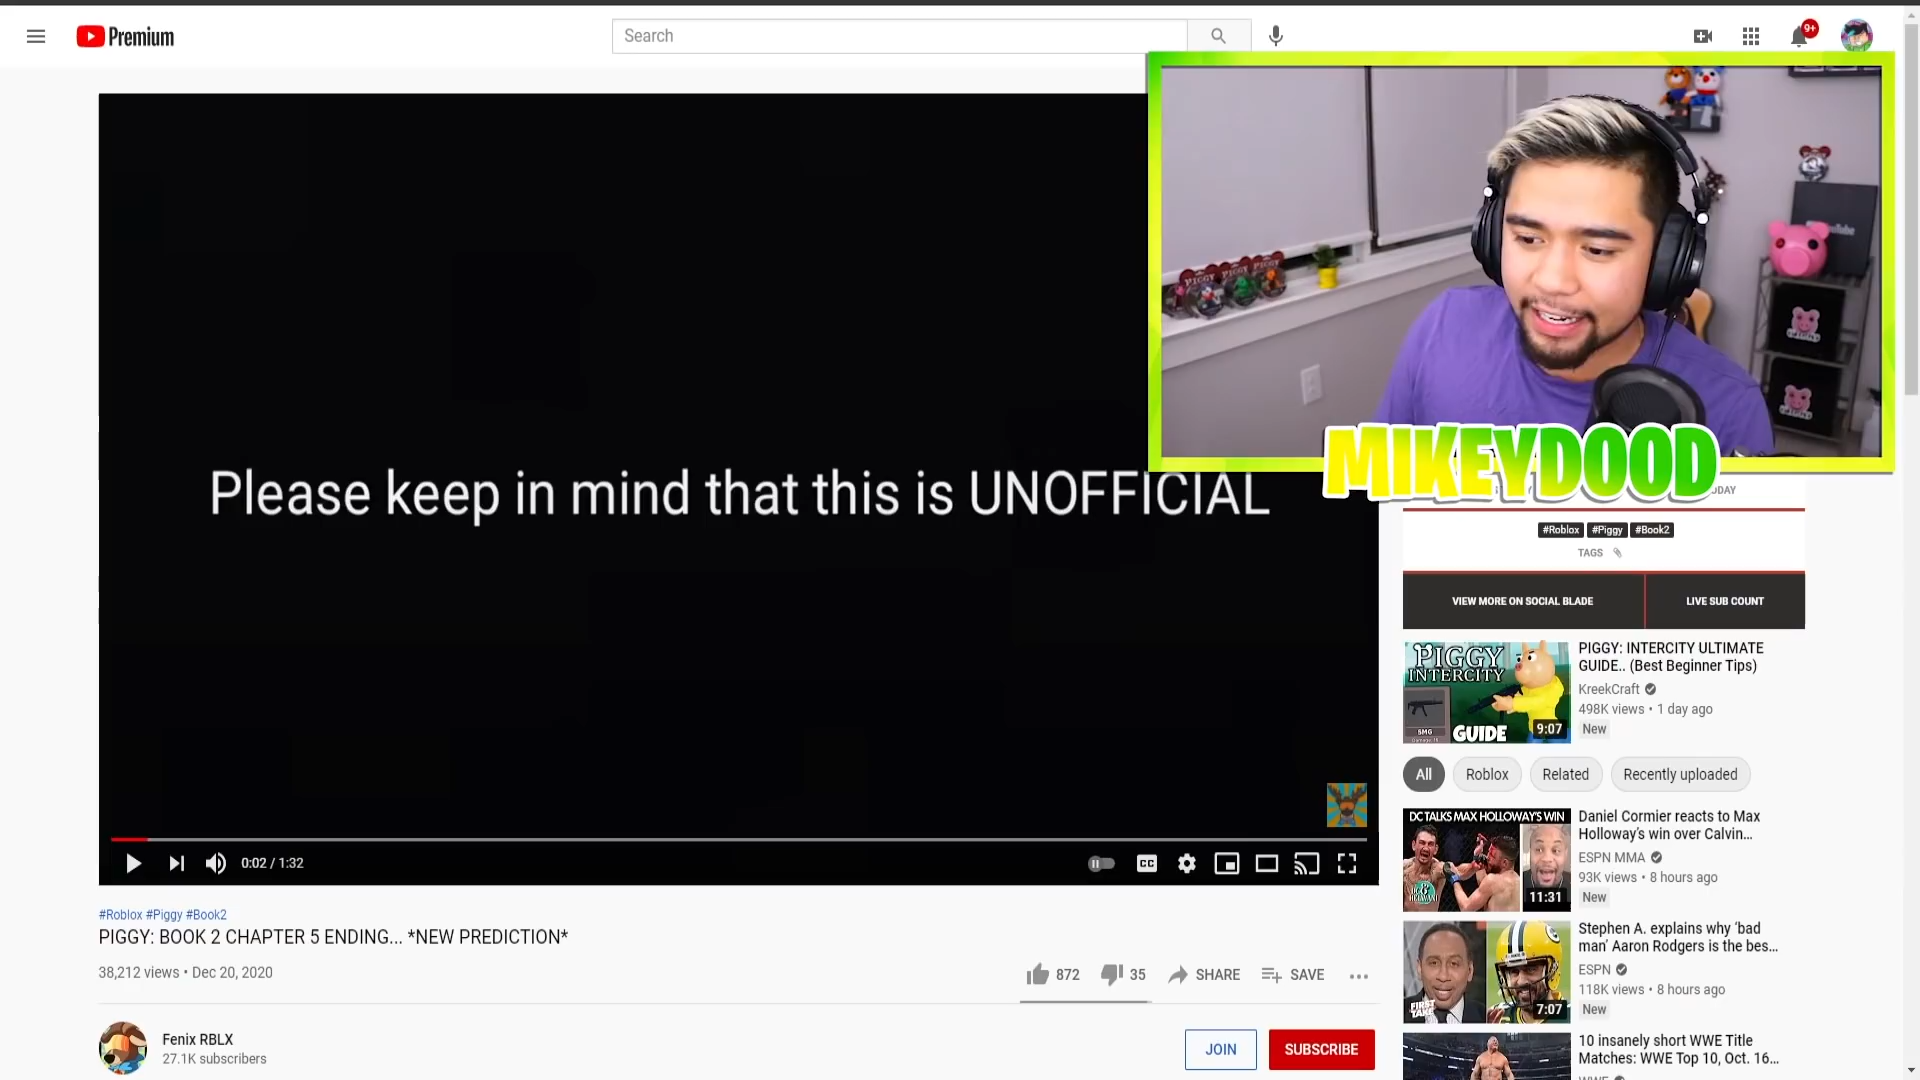 Premium
Search
9+
Please keep in mind that this is UNOFFICIAL
MIKEYDOOD
#Roblox #Piggy #Book2
TAGS
VIEW MORE ON SOCIAL BLADE
LIVE SUB COUNT
PIGGY
INTERCITY
SMG
GUIDE
9:07
PIGGY: INTERCITY ULTIMATE
GUIDE.. (Best Beginner Tips)
KreekCraft
498K views • 1 day ago
New
All
Roblox
Related
Recently uploaded
DC TALKS MAX HOLLOWAY'S WIN
11:31
Daniel Cormier reacts to Max
Holloway's win over Calvin...
ESPN MMA
93K views • 8 hours ago
New
FIRST
TAKE
7:07
Stephen A. explains why 'bad
man' Aaron Rodgers is the bes...
ESPN
118K views • 8 hours ago
New
10 insanely short WWE Title
Matches: WWE Top 10, Oct. 16...
0:02 / 1:32
CC
#Roblox #Piggy #Book2
PIGGY: BOOK 2 CHAPTER 5 ENDING... *NEW PREDICTION*
38,212 views • Dec 20, 2020
872
35
SHARE
SAVE
Fenix RBLX
27.1K subscribers
JOIN
SUBSCRIBE